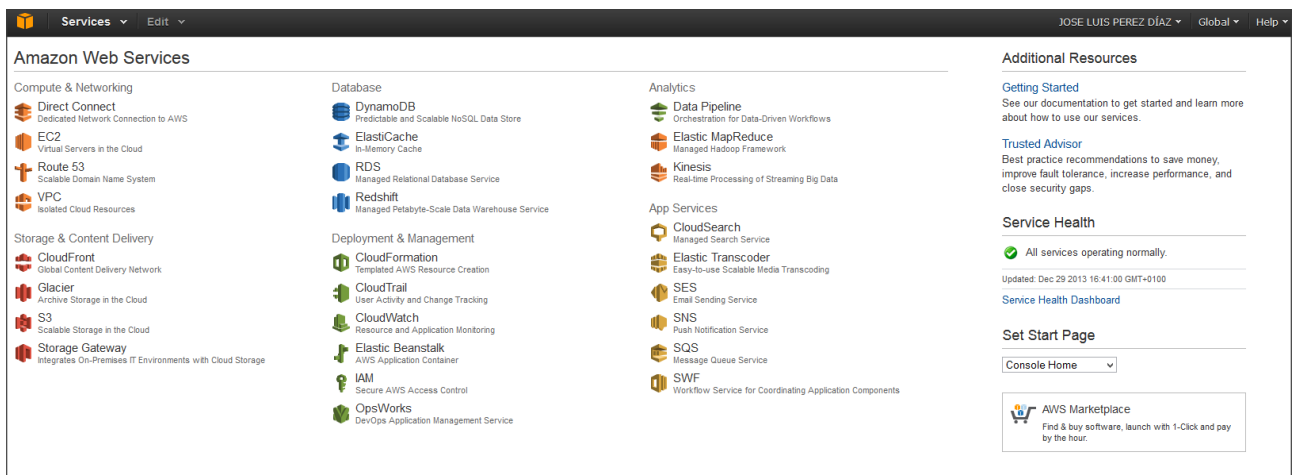 Services Edit JOSE LUIS PEREZ DÍAZ Global Help
Amazon Web Services
Compute & Networking
Direct Connect
Dedicated Network Connection to AWS
EC2
Virtual Servers in the Cloud
Route 53
Scalable Domain Name System
VPC
Isolated Cloud Resources
Storage & Content Delivery
CloudFront
Global Content Delivery Network
Glacier
Archive Storage in the Cloud
S3
Scalable Storage in the Cloud
Storage Gateway
Integrates On-Premises IT Environments with Cloud Storage
Database
DynamoDB
Predictable and Scalable NoSQL Data Store
ElastiCache
In-Memory Cache
RDS
Managed Relational Database Service
Redshift
Managed Petabyte-Scale Data Warehouse Service
Deployment & Management
CloudFormation
Templated AWS Resource Creation
CloudTrail
User Activity and Change Tracking
CloudWatch
Resource and Application Monitoring
Elastic Beanstalk
AWS Application Container
IAM
Secure AWS Access Control
OpsWorks
DevOps Application Management Service
Analytics
Data Pipeline
Orchestration for Data-Driven Workflows
Elastic MapReduce
Managed Hadoop Framework
Kinesis
Real-time Processing of Streaming Big Data
App Services
CloudSearch
Managed Search Service
Elastic Transcoder
Easy-to-use Scalable Media Transcoding
SES
Email Sending Service
SNS
Push Notification Service
SQS
Message Queue Service
SWF
Workflow Service for Coordinating Application Components
Additional Resources
Getting Started
See our documentation to get started and learn more
about how to use our services.
Trusted Advisor
Best practice recommendations to save money,
improve fault tolerance, increase performance, and
close security gaps.
Service Health
All services operating normally.
Updated: Dec 29 2013 16:41:00 GMT+0100
Service Health Dashboard
Set Start Page
Console Home
AWS Marketplace
Find & buy software, launch with 1-Click and pay
by the hour.